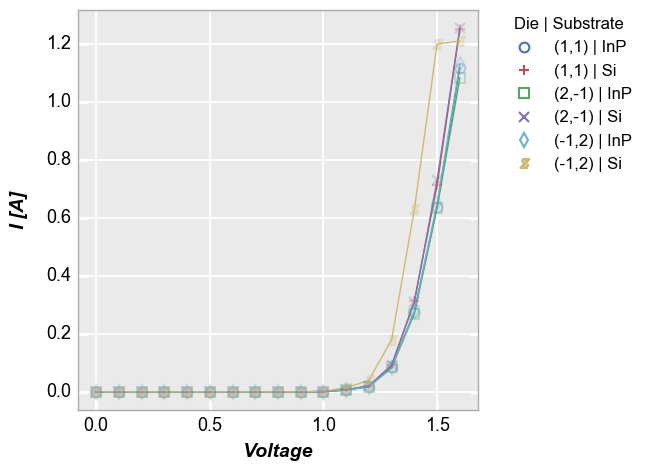 Die | Substrate
(1,1) | InP
(1,1) | Si
(2,-1) | InP
(2,-1) | Si
(-1,2) | InP
(-1,2) | Si
1.2
1.0
0.8
0.6
0.4
0.2
0.0
I [A]
0.0 0.5 1.0 1.5
Voltage